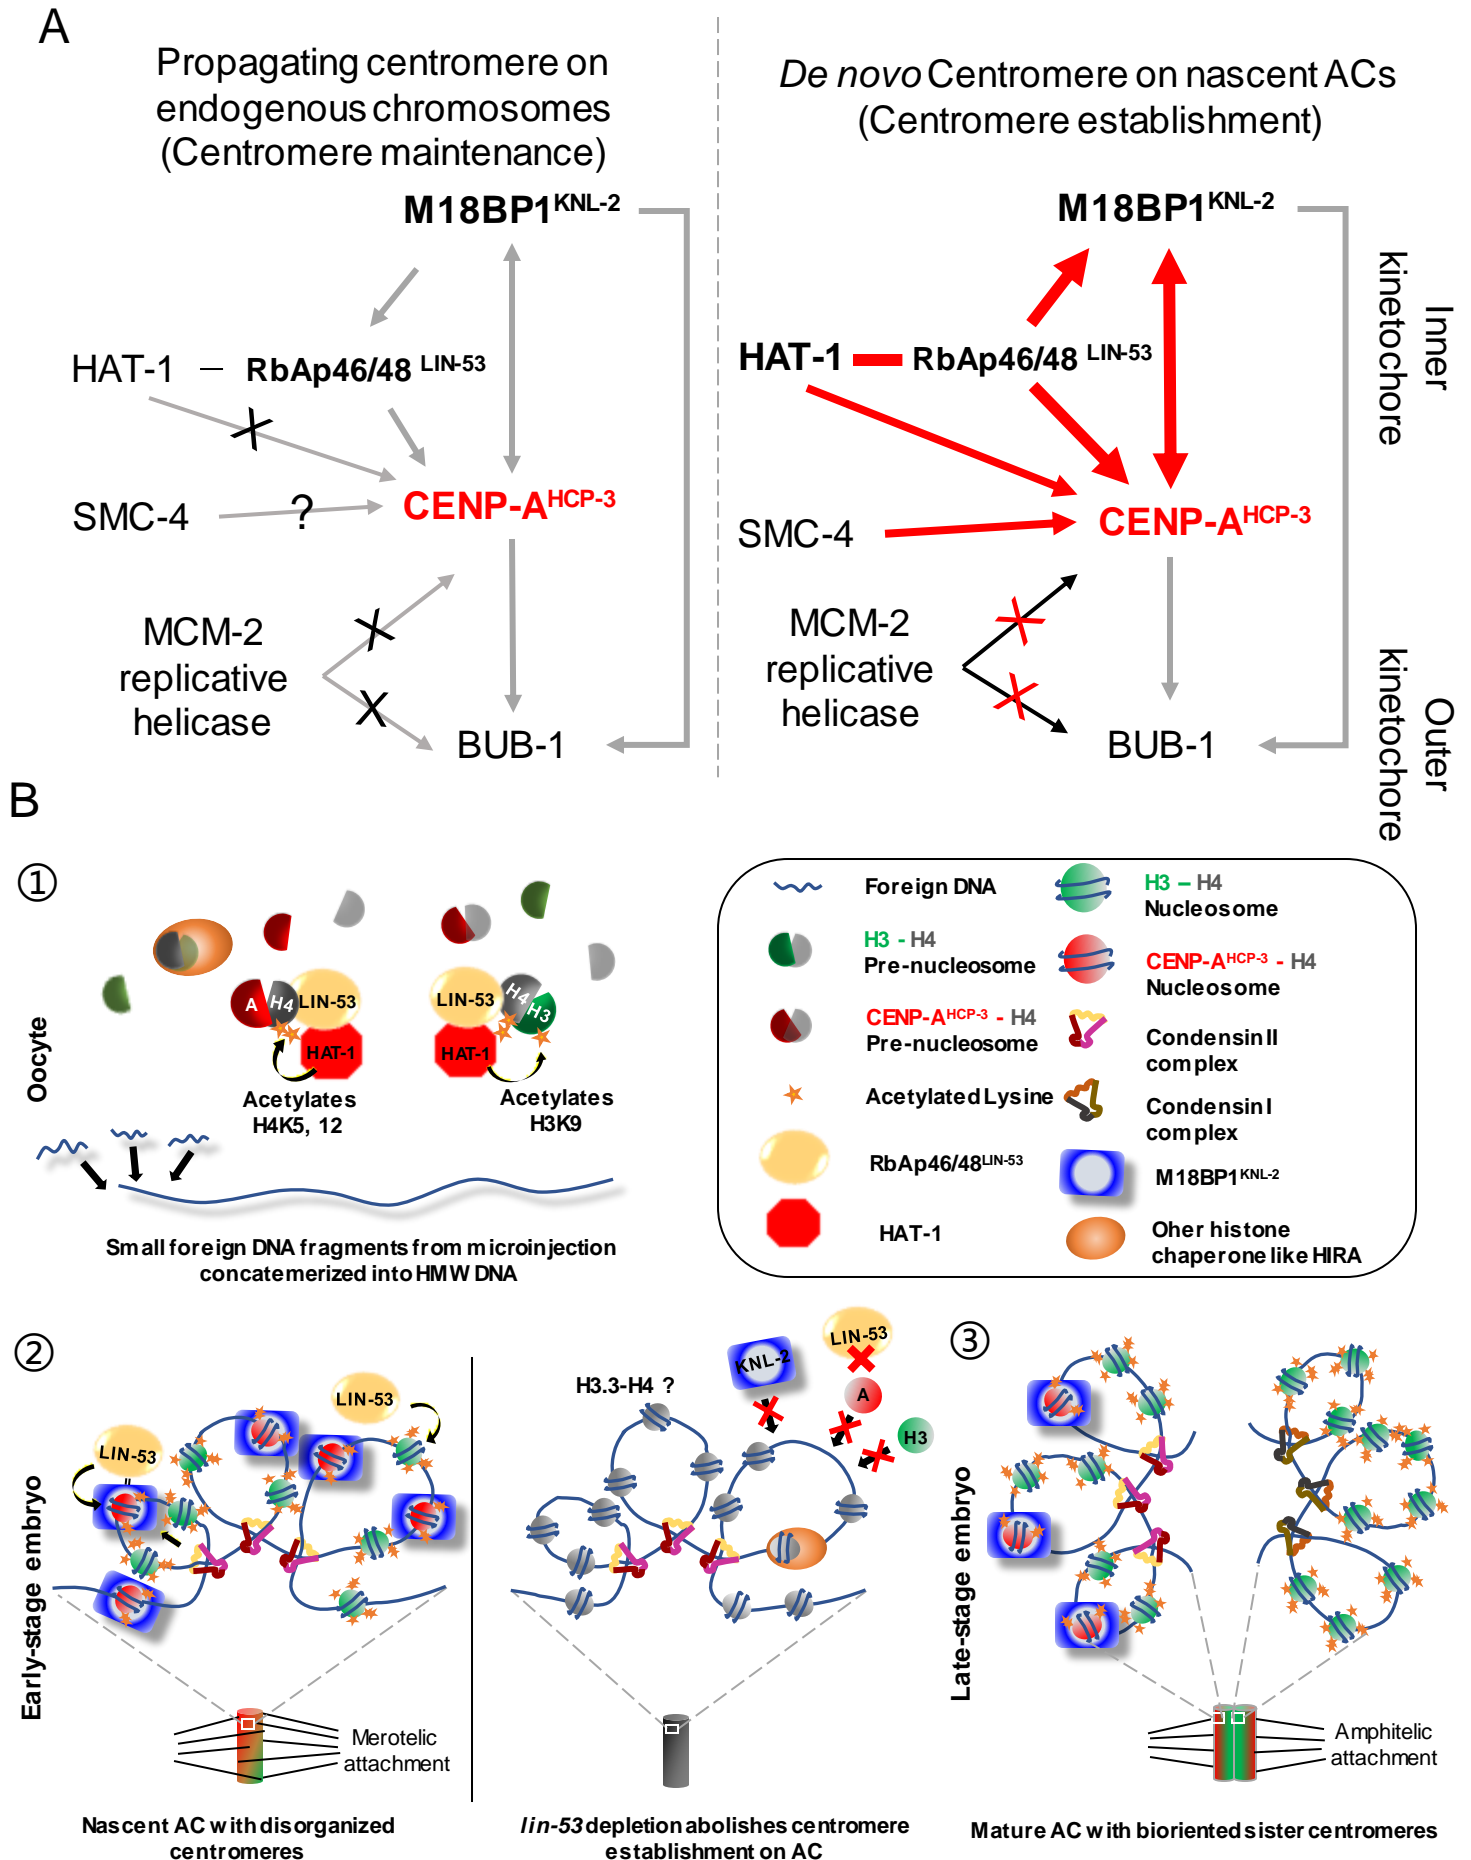 A
Propagating centromere on
endogenous chromosomes
(Centromere maintenance)
M18BP1KNL-2
HAT-1
RbAp46/48 LIN-53
SMC-4
?
CENP-AHCP-3
MCM-2
replicative
helicase
BUB-1
De novo Centromere on nascent ACs
(Centromere establishment)
M18BP1KNL-2
HAT-1
RbAp46/48 LIN-53
SMC-4
CENP-AHCP-3
MCM-2
replicative
helicase
BUB-1
Inner
kinetochore
Outer
kinetochore
B
①
Oocyte
A
H4
LIN-53
HAT-1
Acetylates
H4K5, 12
LIN-53
H4
H3
HAT-1
Acetylates
H3K9
Small foreign DNA fragments from microinjection
concatemerized into HMW DNA
Foreign DNA
H3 - H4
Pre-nucleosome
CENP-AHCP-3 - H4
Pre-nucleosome
Acetylated Lysine
RbAp46/48LIN-53
HAT-1
H3 – H4
Nucleosome
CENP-AHCP-3 - H4
Nucleosome
Condensin II
complex
Condensin I
complex
M18BP1KNL-2
Oher histone
chaperone like HIRA
②
Early-stage embryo
LIN-53
LIN-53
Merotelic
attachment
Nascent AC with disorganized
centromeres
H3.3-H4 ?
KNL-2
LIN-53
A
H3
lin-53 depletion abolishes centromere
establishment on AC
③
Late-stage embryo
Amphitelic
attachment
Mature AC with bioriented sister centromeres